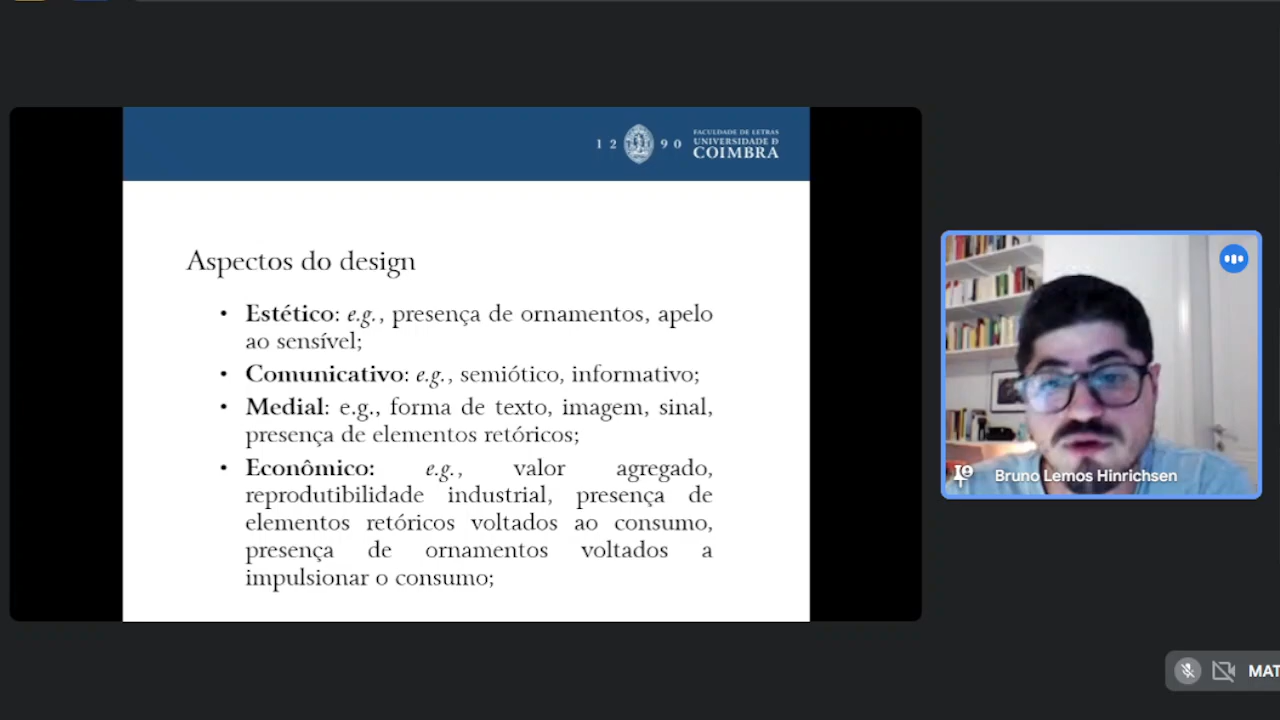 1 2 9 0
FACULDADE DE LETRAS
UNIVERSIDADE Ð
COIMBRA
Aspectos do design
• Estético: e.g., presença de ornamentos, apelo
ao sensível;
• Comunicativo: e.g., semiótico, informativo;
• Medial: e.g., forma de texto, imagem, sinal,
presença de elementos retóricos;
• Econômico: e.g., valor agregado,
reprodutibilidade industrial, presença de
elementos retóricos voltados ao consumo,
presença de ornamentos voltados a
impulsionar o consumo;
Bruno Lemos Hinrichsen
MAT